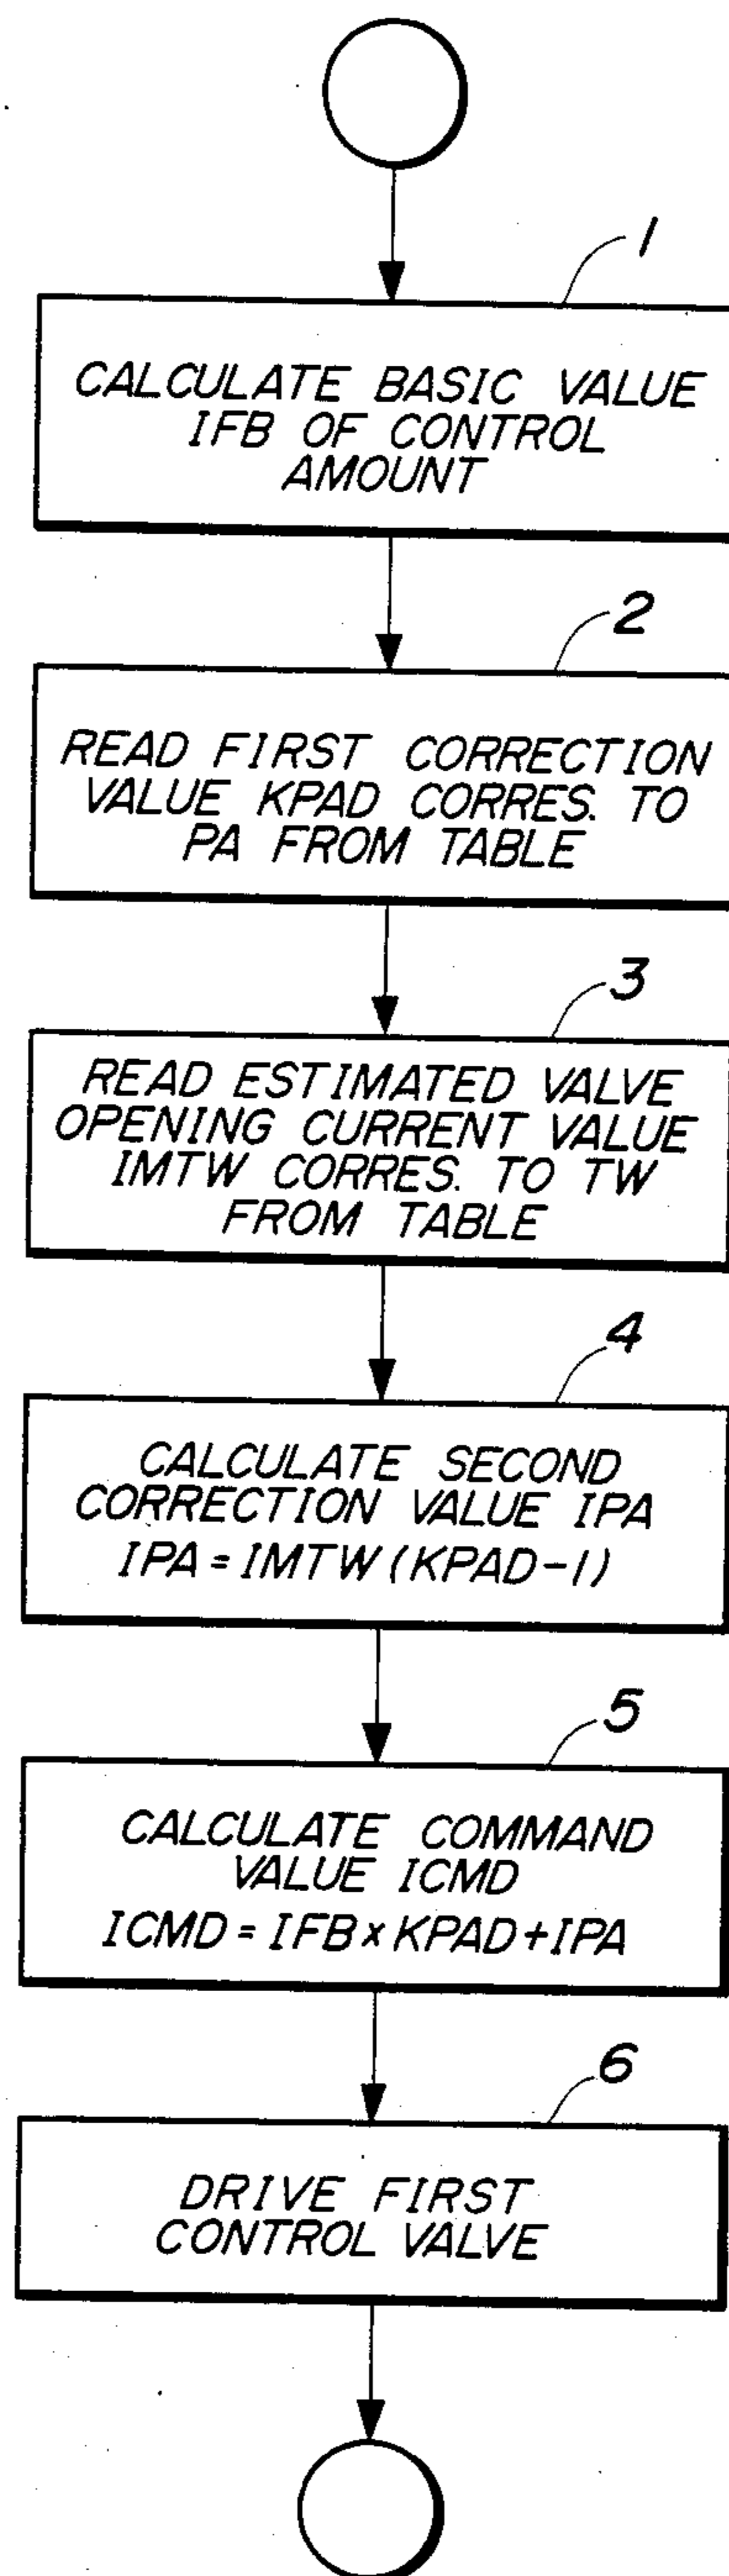 1
CALCULATE BASIC VALUE
IFB OF CONTROL
AMOUNT
2
READ FIRST CORRECTION
VALUE KPAD CORRES. TO
PA FROM TABLE
3
READ ESTIMATED VALVE
OPENING CURRENT VALUE
IMTW CORRES. TO TW
FROM TABLE
4
CALCULATE SECOND
CORRECTION VALUE IPA
IPA = IMTW (KPAD-1)
5
CALCULATE COMMAND
VALUE ICMD
ICMD = IFB × KPAD + IPA
6
DRIVE FIRST
CONTROL VALVE